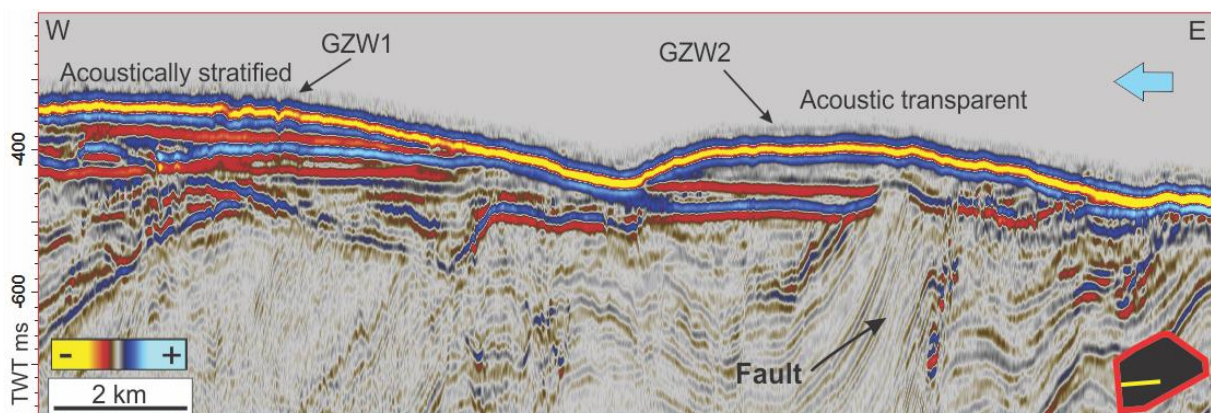 W
E
GZW1
GZW2
Acoustically stratified
Acoustic transparent
400
600
TWT ms
- +
2 km
Fault